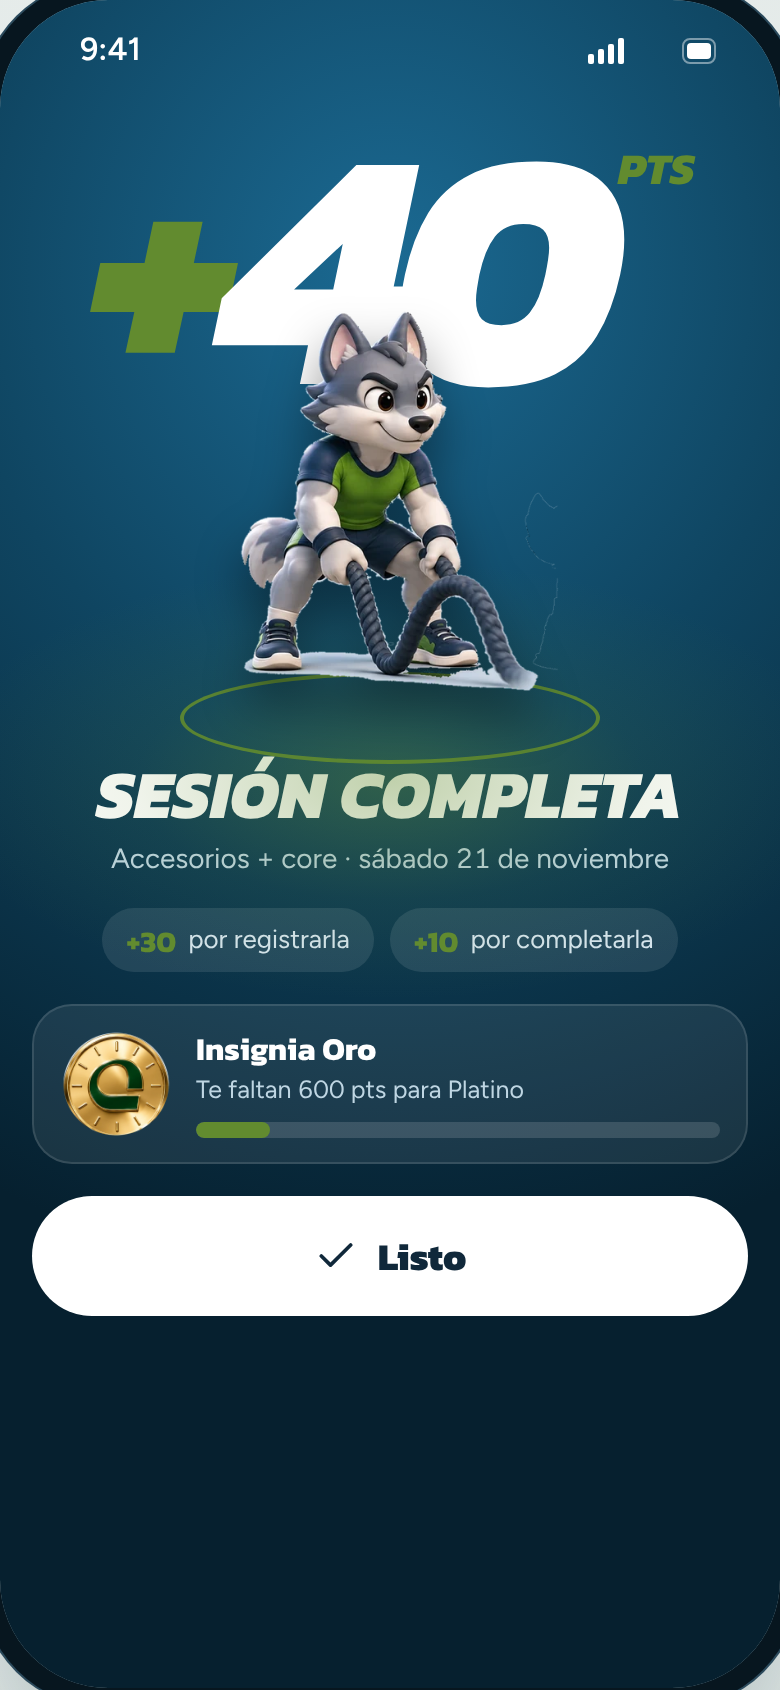 9:41
+40 PTS
SESIÓN COMPLETA
Accesorios + core · sábado 21 de noviembre
+30 por registrarla
+10 por completarla
Insignia Oro
Te faltan 600 pts para Platino
Listo